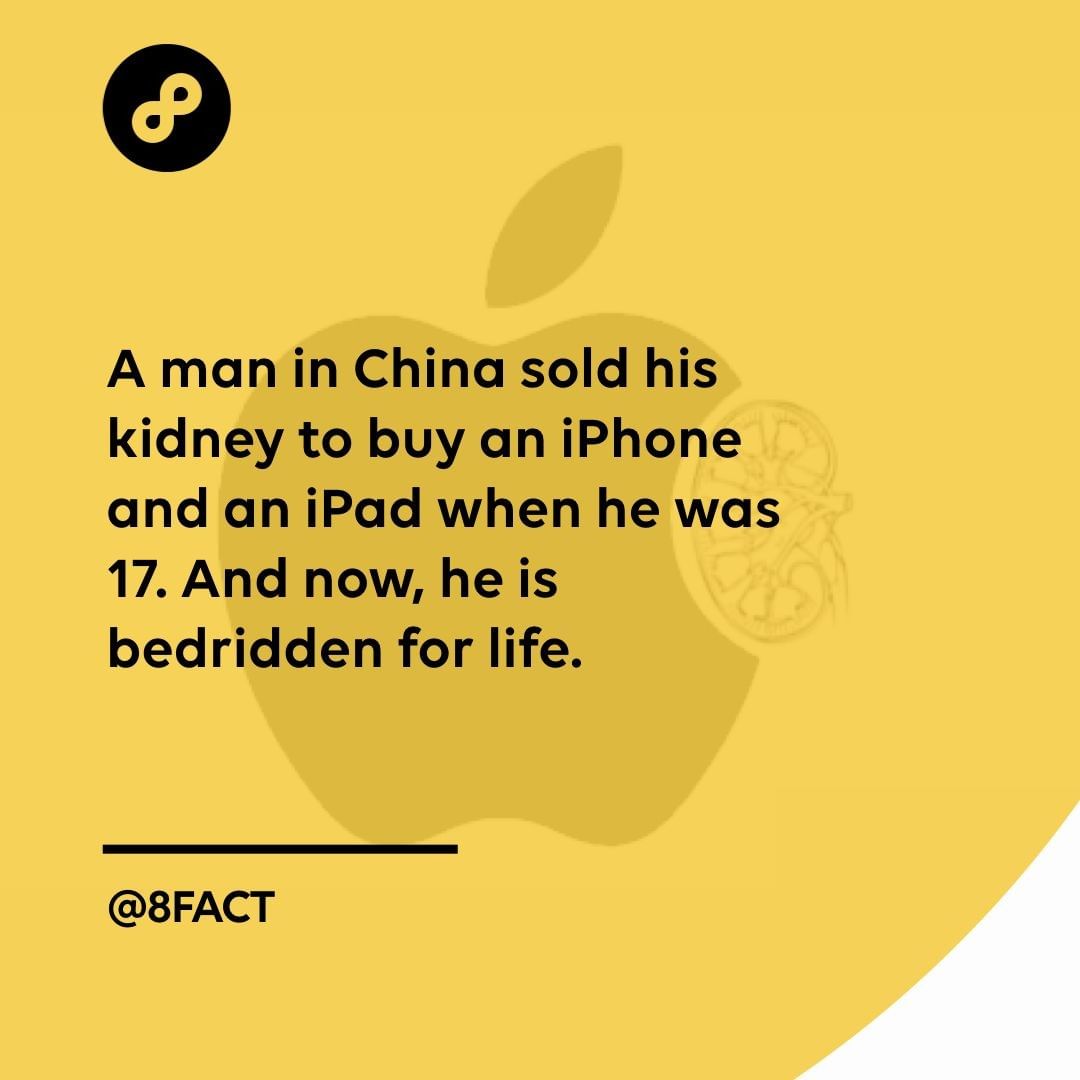 A man in China sold his
kidney to buy an iPhone
and an iPad when he was
17. And now, he is
bedridden for life.
@8FACT